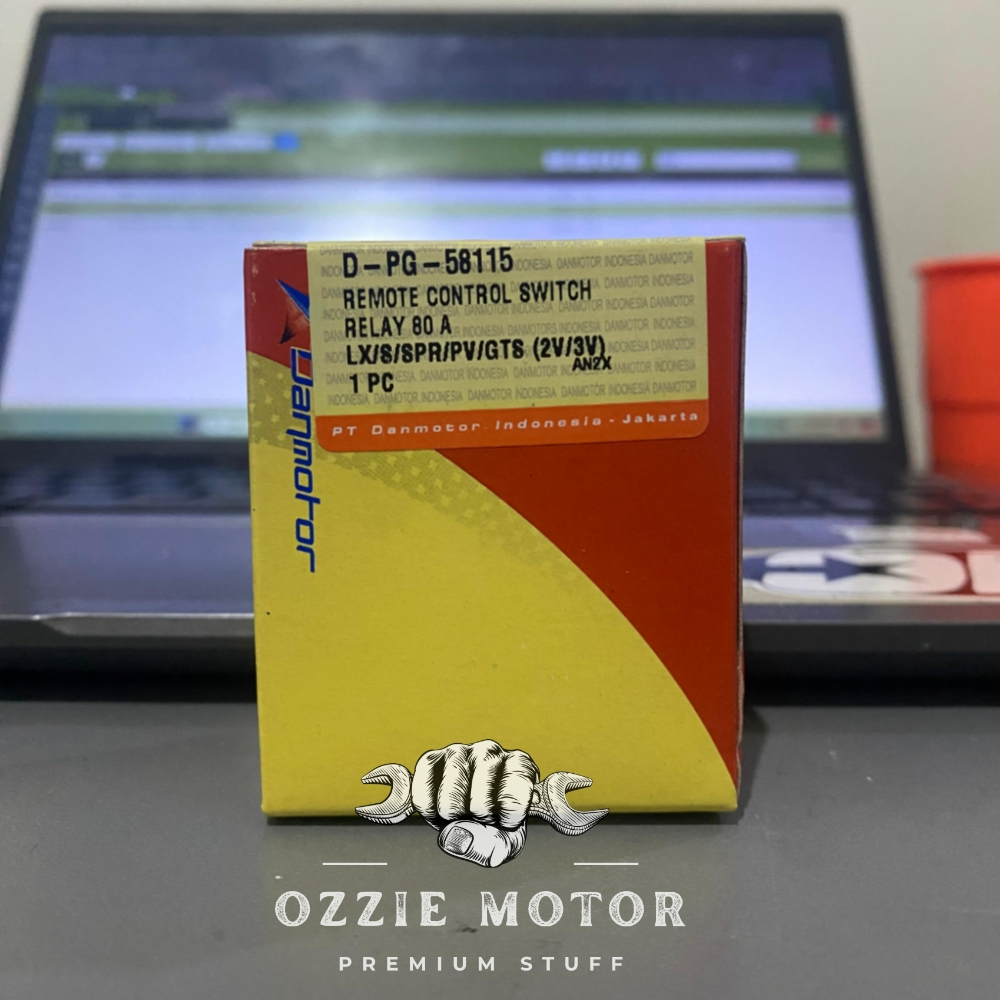 D-PG-58115
REMOTE CONTROL SWITCH
RELAY 80 A
LX/S/SPR/PV/GTS (2V/3V)
AN2X
1 PC
PT Danmotor Indonesia - Jakarta
Danmotor
OZZIE MOTOR
PREMIUM STUFF